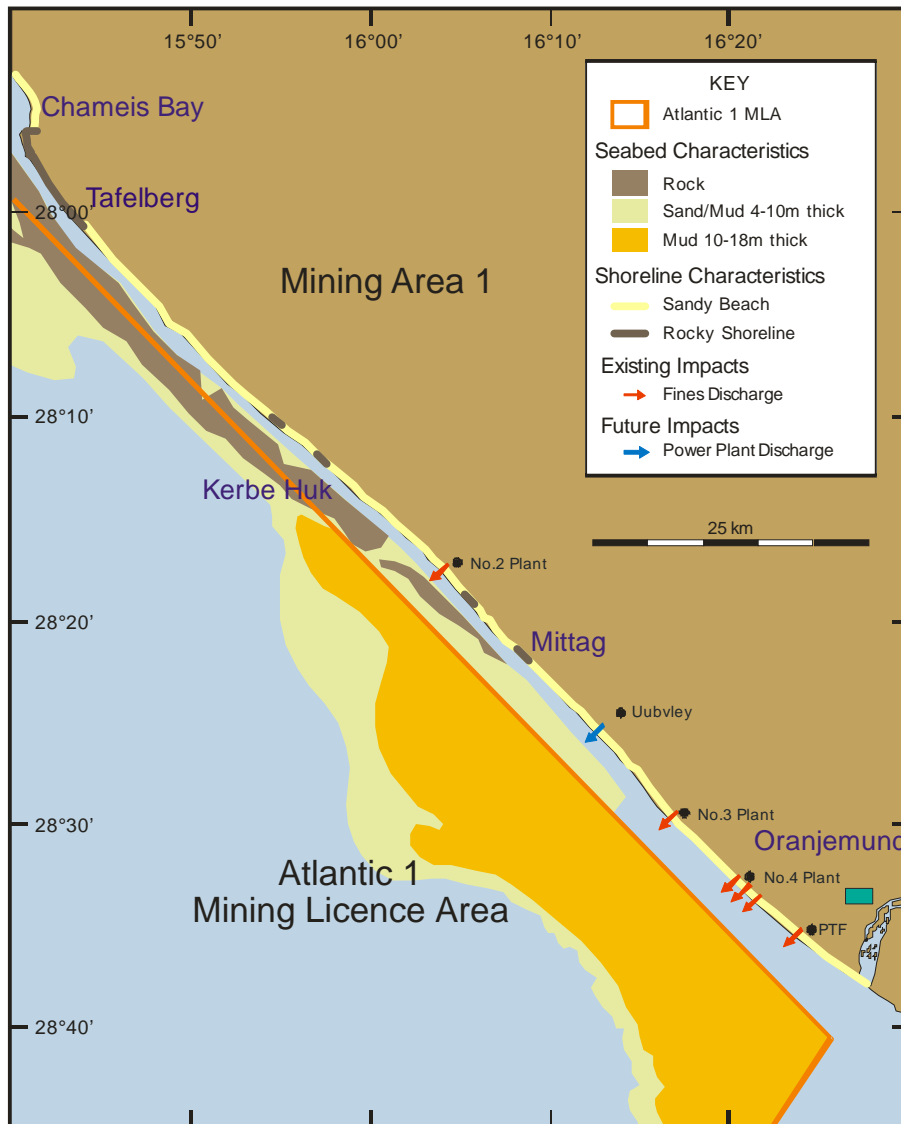 15°50’ 16°00’ 16°10’ 16°20’
KEY
Atlantic 1 MLA
Seabed Characteristics
Rock
Sand/Mud 4-10m thick
Mud 10-18m thick
Shoreline Characteristics
Sandy Beach
Rocky Shoreline
Existing Impacts
Fines Discharge
Future Impacts
Power Plant Discharge
25 km
Chameis Bay
Tafelberg
28°00’
Mining Area 1
28°10’
Kerbe Huk
No.2 Plant
28°20’
Mittag
Uubvley
28°30’
No.3 Plant
Oranjemund
Atlantic 1
Mining Licence Area
No.4 Plant
PTF
28°40’